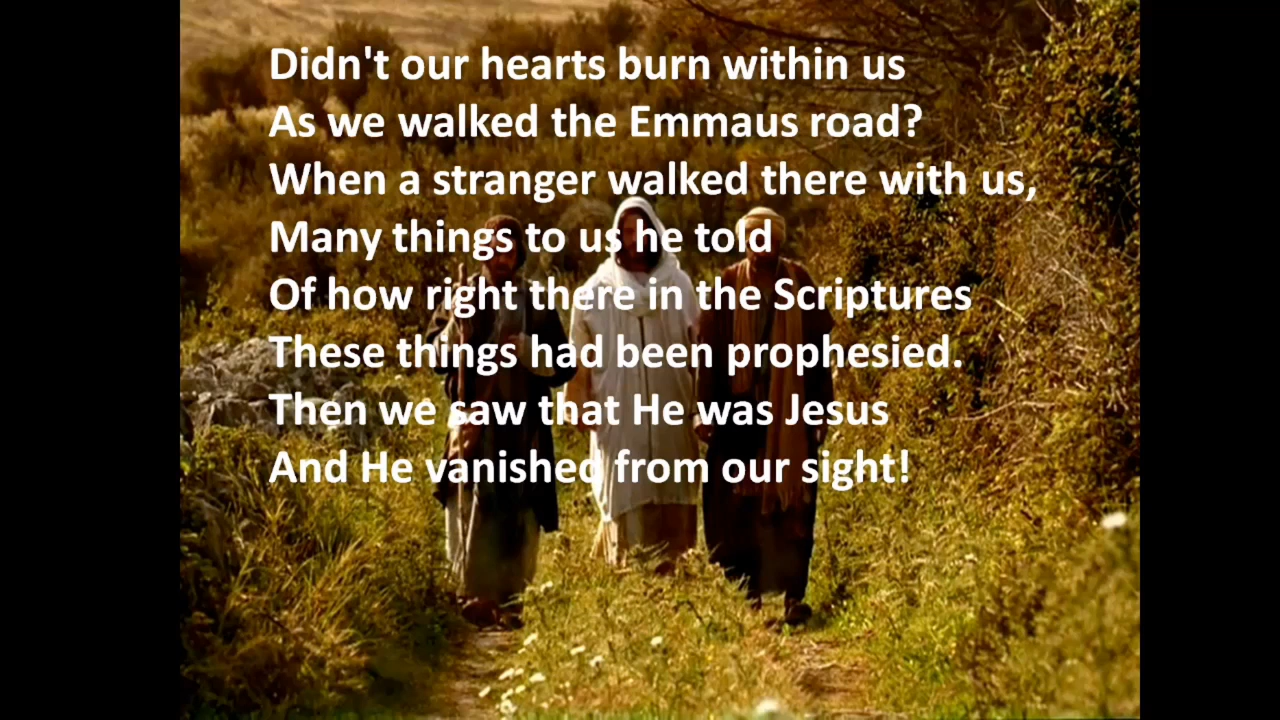 Didn't our hearts burn within us
As we walked the Emmaus road?
When a stranger walked there with us,
Many things to us he told
Of how right there in the Scriptures
These things had been prophesied.
Then we saw that He was Jesus
And He vanished from our sight!